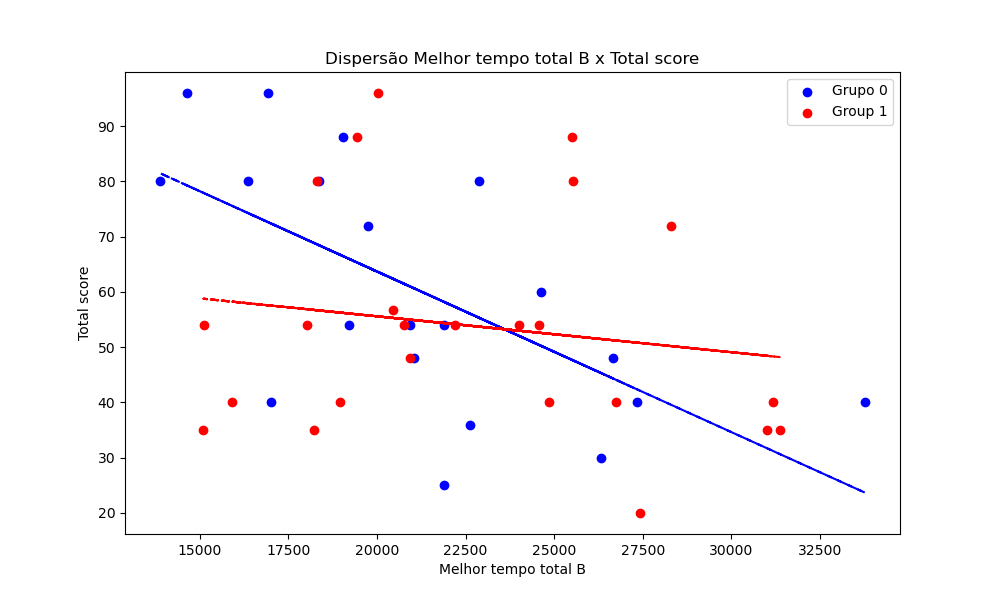 Dispersão Melhor tempo total B x Total score
Grupo 0
Group 1
Total score
90
80
70
60
50
40
30
20
15000 17500 20000 22500 25000 27500 30000 32500
Melhor tempo total B